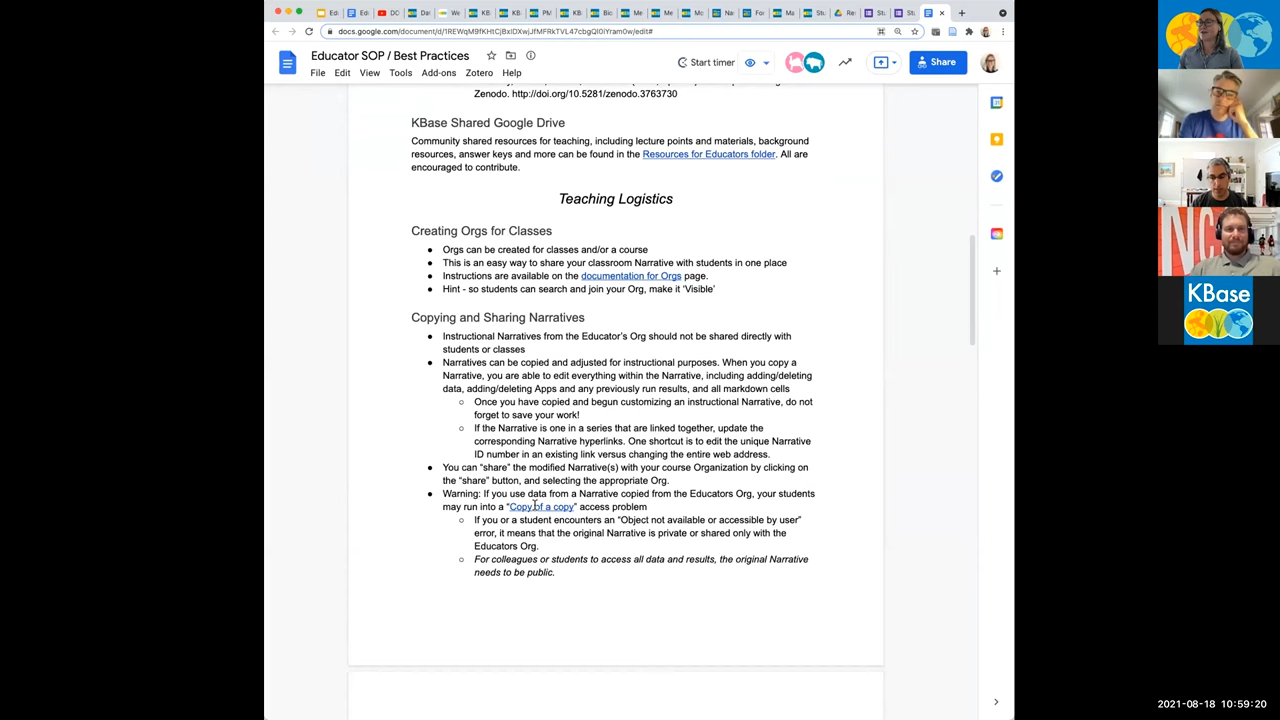 docs.google.com/document/d/1REWqM9fKHtCjBxIDXwjJfMFRkTVL47cbgQI0iYram0w/edit#
Educator SOP / Best Practices
File Edit View Tools Add-ons Zotero Help
Start timer
Share
Zenodo. http://doi.org/10.5281/zenodo.3763730
KBase Shared Google Drive
Community shared resources for teaching, including lecture points and materials, background
resources, answer keys and more can be found in the Resources for Educators folder. All are
encouraged to contribute.
Teaching Logistics
Creating Orgs for Classes
● Orgs can be created for classes and/or a course
● This is an easy way to share your classroom Narrative with students in one place
● Instructions are available on the documentation for Orgs page.
● Hint - so students can search and join your Org, make it 'Visible'
Copying and Sharing Narratives
● Instructional Narratives from the Educator's Org should not be shared directly with
students or classes
● Narratives can be copied and adjusted for instructional purposes. When you copy a
Narrative, you are able to edit everything within the Narrative, including adding/deleting
data, adding/deleting Apps and any previously run results, and all markdown cells
○ Once you have copied and begun customizing an instructional Narrative, do not
forget to save your work!
○ If the Narrative is one in a series that are linked together, update the
corresponding Narrative hyperlinks. One shortcut is to edit the unique Narrative
ID number in an existing link versus changing the entire web address.
● You can "share" the modified Narrative(s) with your course Organization by clicking on
the "share" button, and selecting the appropriate Org.
● Warning: If you use data from a Narrative copied from the Educators Org, your students
may run into a "Copy of a copy" access problem
○ If you or a student encounters an "Object not available or accessible by user"
error, it means that the original Narrative is private or shared only with the
Educators Org.
○ For colleagues or students to access all data and results, the original Narrative
needs to be public.
NC
KBase
2021-08-18 10:59:20